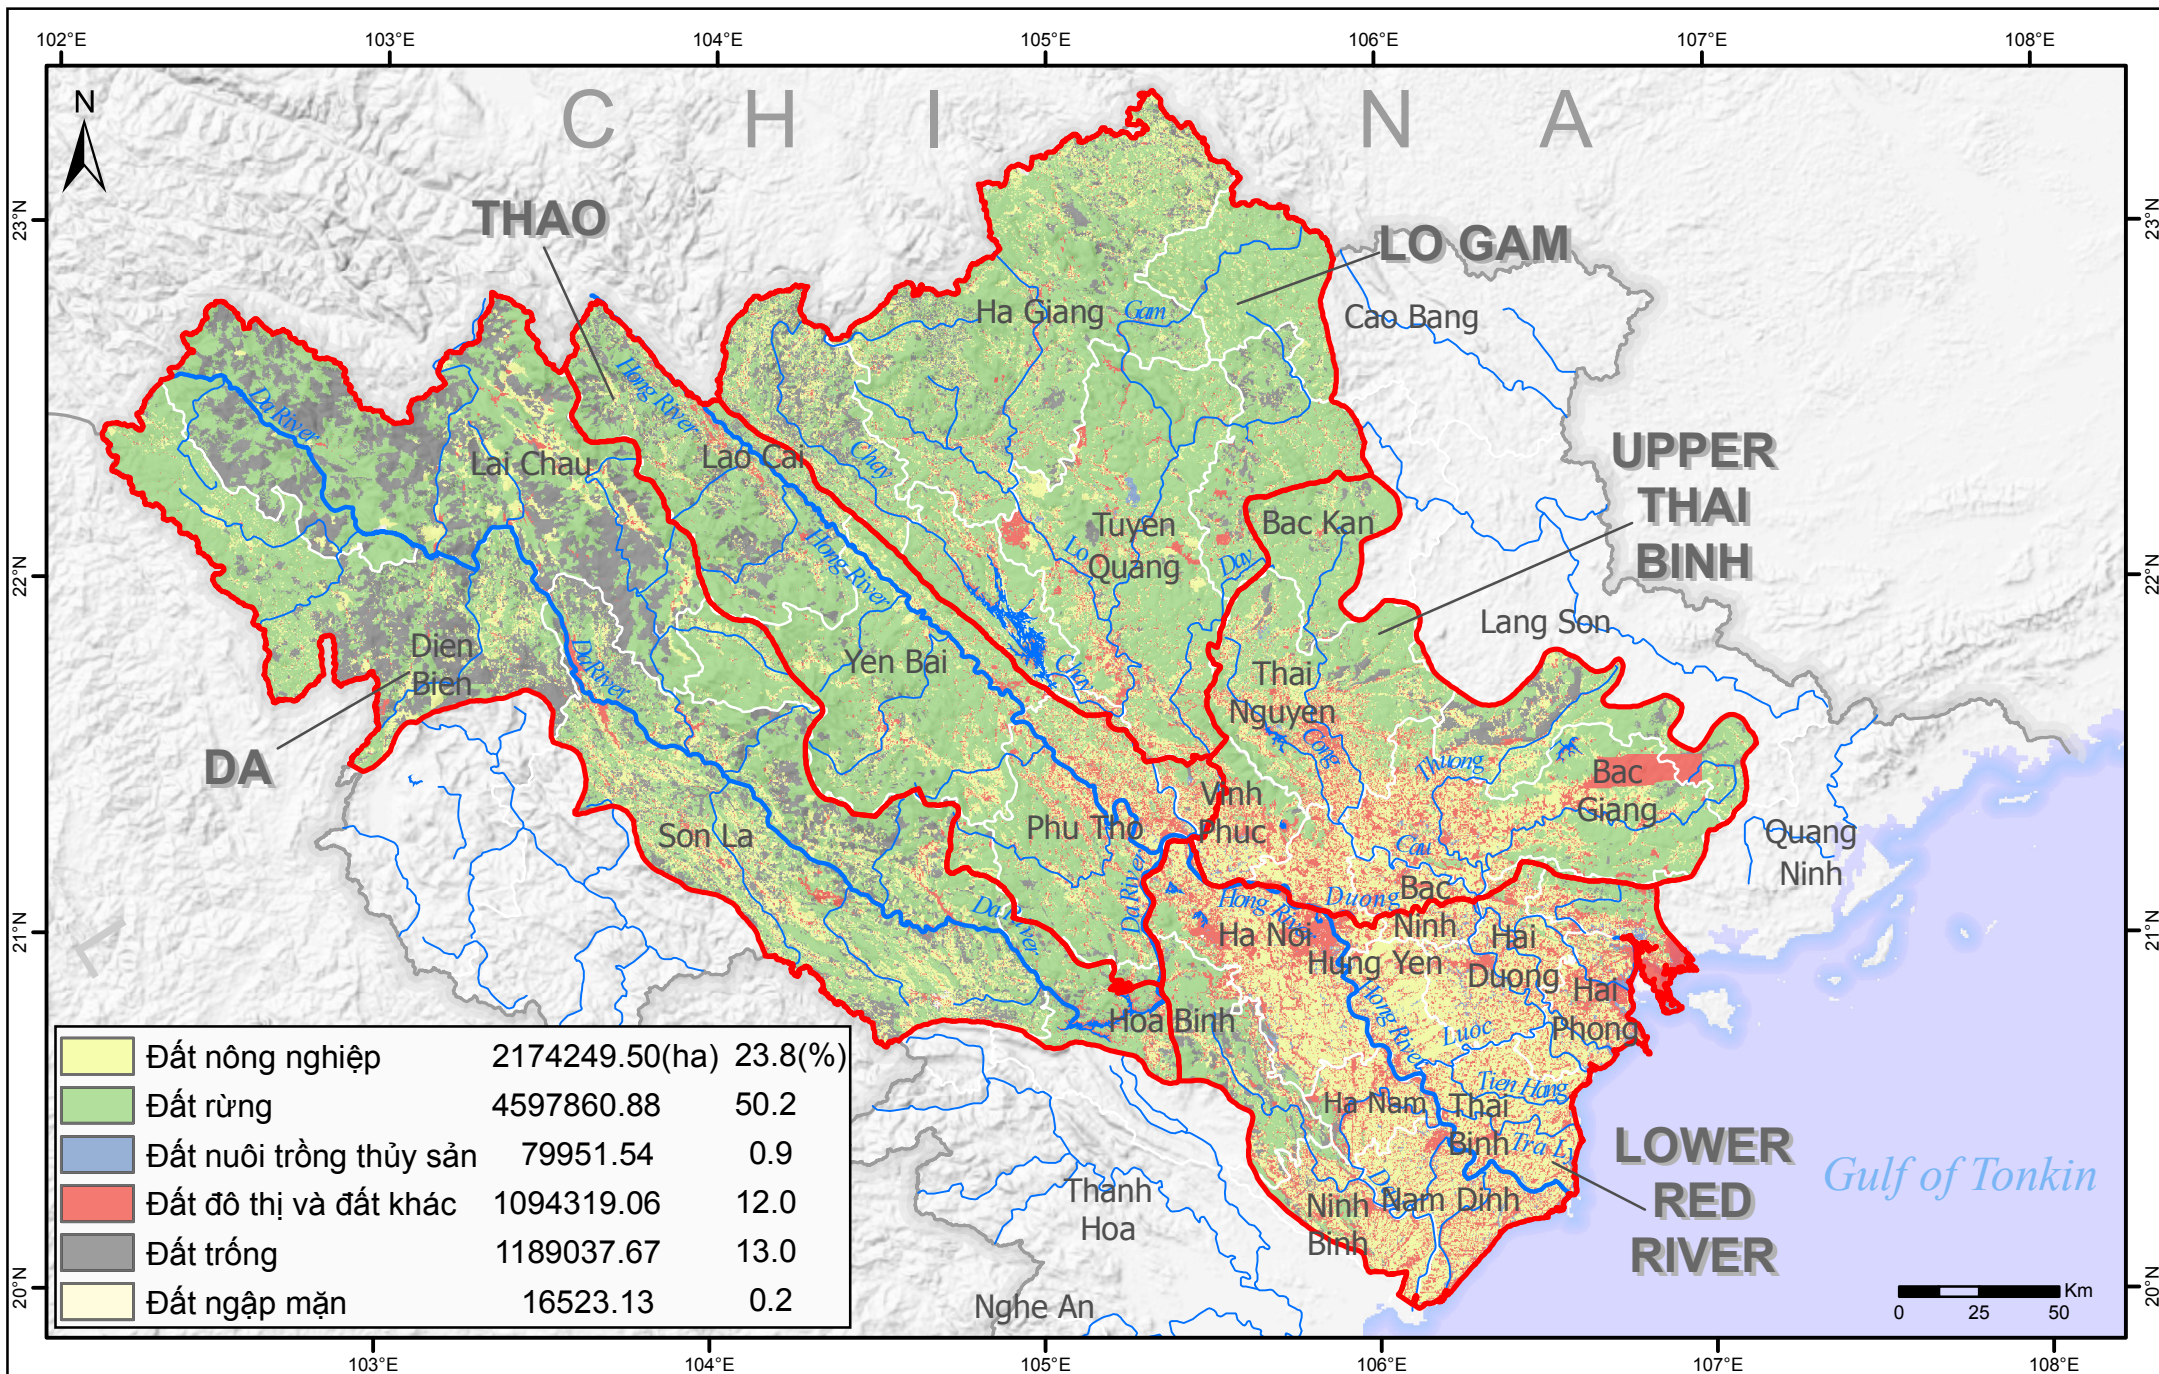 102°E 103°E 104°E 105°E 106°E 107°E 108°E
N
C H I N A
23°N
23°N
THAO
LO GAM
Ha Giang
Gam
Cao Bang
Hong River
Da River
Lai Chau
Lao Cai
Chay
UPPER
THAI
BINH
Tuyen
Quang
Lo
Bac Kan
Day
Hong River
22°N
22°N
Lang Son
Dien
Bien
Da River
Yen Bai
Chay
Thai
Nguyen
Cong
Thuong
DA
Bac
Giang
Vinh
Phuc
Phu Tho
Son La
Quang
Ninh
Cau
Da River
Bac
Ninh
Duong
Hong River
Da River
21°N
21°N
L
Ha Noi
Hung Yen
Hai
Duong
Hai
Phong
Hoa Binh
Hong River
Luoc
Tien Hang
Ha Nam
Thai
Binh
Tra Ly
LOWER
RED
RIVER
Gulf of Tonkin
Thanh
Hoa
Ninh
Binh
Nam Dinh
Nghe An
20°N
20°N
Đất nông nghiệp 2174249.50(ha) 23.8(%)
Đất rừng 4597860.88 50.2
Đất nuôi trồng thủy sản 79951.54 0.9
Đất đô thị và đất khác 1094319.06 12.0
Đất trống 1189037.67 13.0
Đất ngập mặn 16523.13 0.2
Km
0 25 50
103°E 104°E 105°E 106°E 107°E 108°E